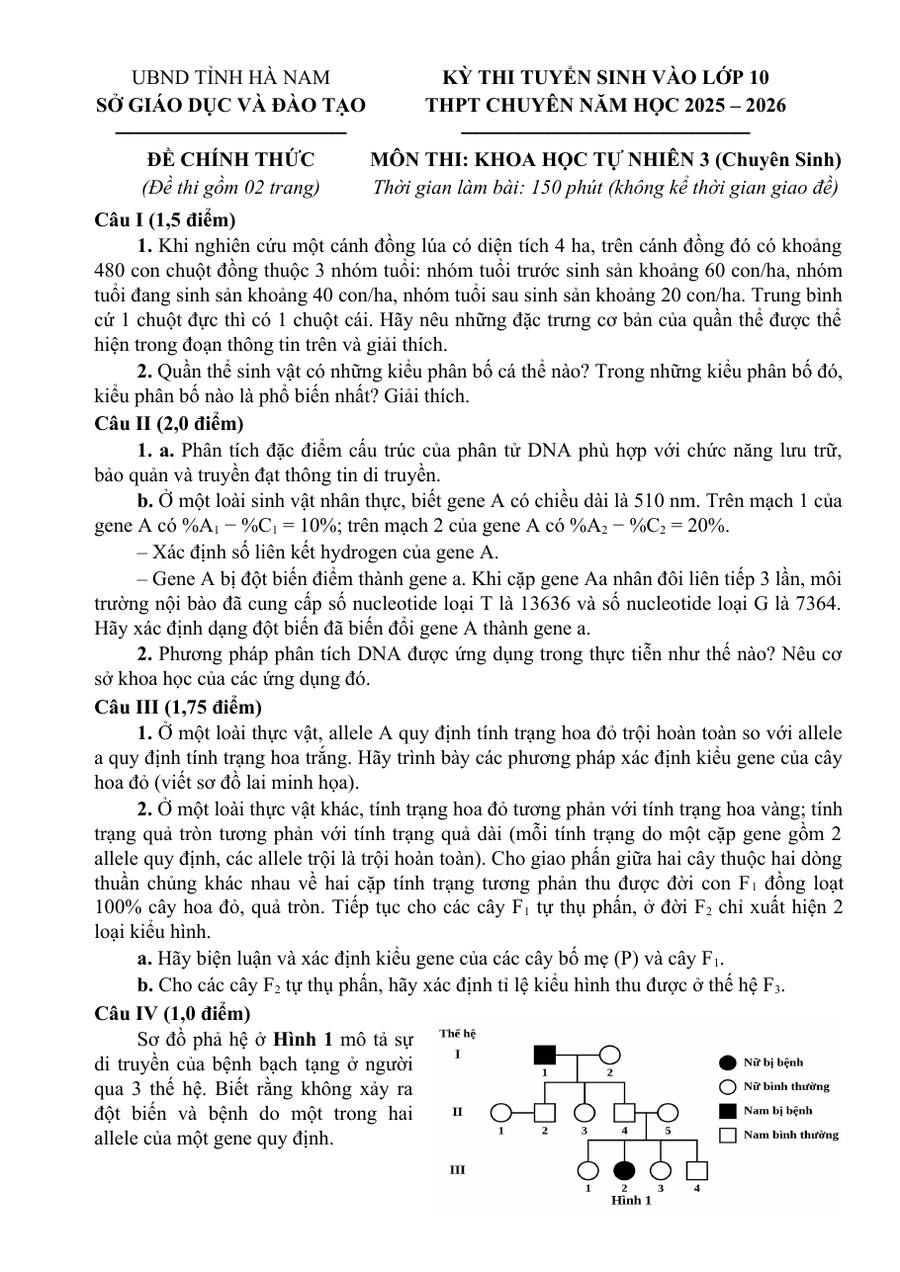 UBND TỈNH HÀ NAM
SỞ GIÁO DỤC VÀ ĐÀO TẠO
KỲ THI TUYỂN SINH VÀO LỚP 10
THPT CHUYÊN NĂM HỌC 2025 – 2026
ĐỀ CHÍNH THỨC
(Đề thi gồm 02 trang)
MÔN THI: KHOA HỌC TỰ NHIÊN 3 (Chuyên Sinh)
Thời gian làm bài: 150 phút (không kể thời gian giao đề)
Câu I (1,5 điểm)
1. Khi nghiên cứu một cánh đồng lúa có diện tích 4 ha, trên cánh đồng đó có khoảng
480 con chuột đồng thuộc 3 nhóm tuổi: nhóm tuổi trước sinh sản khoảng 60 con/ha, nhóm
tuổi đang sinh sản khoảng 40 con/ha, nhóm tuổi sau sinh sản khoảng 20 con/ha. Trung bình
cứ 1 chuột đực thì có 1 chuột cái. Hãy nêu những đặc trưng cơ bản của quần thể được thể
hiện trong đoạn thông tin trên và giải thích.
2. Quần thể sinh vật có những kiểu phân bố cá thể nào? Trong những kiểu phân bố đó,
kiểu phân bố nào là phổ biến nhất? Giải thích.
Câu II (2,0 điểm)
1. a. Phân tích đặc điểm cấu trúc của phân tử DNA phù hợp với chức năng lưu trữ,
bảo quản và truyền đạt thông tin di truyền.
b. Ở một loài sinh vật nhân thực, biết gene A có chiều dài là 510 nm. Trên mạch 1 của
gene A có %A₁ − %C₁ = 10%; trên mạch 2 của gene A có %A₂ − %C₂ = 20%.
– Xác định số liên kết hydrogen của gene A.
– Gene A bị đột biến điểm thành gene a. Khi cặp gene Aa nhân đôi liên tiếp 3 lần, môi
trường nội bào đã cung cấp số nucleotide loại T là 13636 và số nucleotide loại G là 7364.
Hãy xác định dạng đột biến đã biến đổi gene A thành gene a.
2. Phương pháp phân tích DNA được ứng dụng trong thực tiễn như thế nào? Nêu cơ
sở khoa học của các ứng dụng đó.
Câu III (1,75 điểm)
1. Ở một loài thực vật, allele A quy định tính trạng hoa đỏ trội hoàn toàn so với allele
a quy định tính trạng hoa trắng. Hãy trình bày các phương pháp xác định kiểu gene của cây
hoa đỏ (viết sơ đồ lai minh họa).
2. Ở một loài thực vật khác, tính trạng hoa đỏ tương phản với tính trạng hoa vàng; tính
trạng quả tròn tương phản với tính trạng quả dài (mỗi tính trạng do một cặp gene gồm 2
allele quy định, các allele trội là trội hoàn toàn). Cho giao phấn giữa hai cây thuộc hai dòng
thuần chủng khác nhau về hai cặp tính trạng tương phản thu được đời con F₁ đồng loạt
100% cây hoa đỏ, quả tròn. Tiếp tục cho các cây F₁ tự thụ phấn, ở đời F₂ chỉ xuất hiện 2
loại kiểu hình.
a. Hãy biện luận và xác định kiểu gene của các cây bố mẹ (P) và cây F₁.
b. Cho các cây F₂ tự thụ phấn, hãy xác định tỉ lệ kiểu hình thu được ở thế hệ F₃.
Câu IV (1,0 điểm)
Sơ đồ phả hệ ở Hình 1 mô tả sự
di truyền của bệnh bạch tạng ở người
qua 3 thế hệ. Biết rằng không xảy ra
đột biến và bệnh do một trong hai
allele của một gene quy định.
Thế hệ
I
1 2
II
1 2 3 4 5
III
1 2 3 4
Hình 1
Nữ bị bệnh
Nữ bình thường
Nam bị bệnh
Nam bình thường